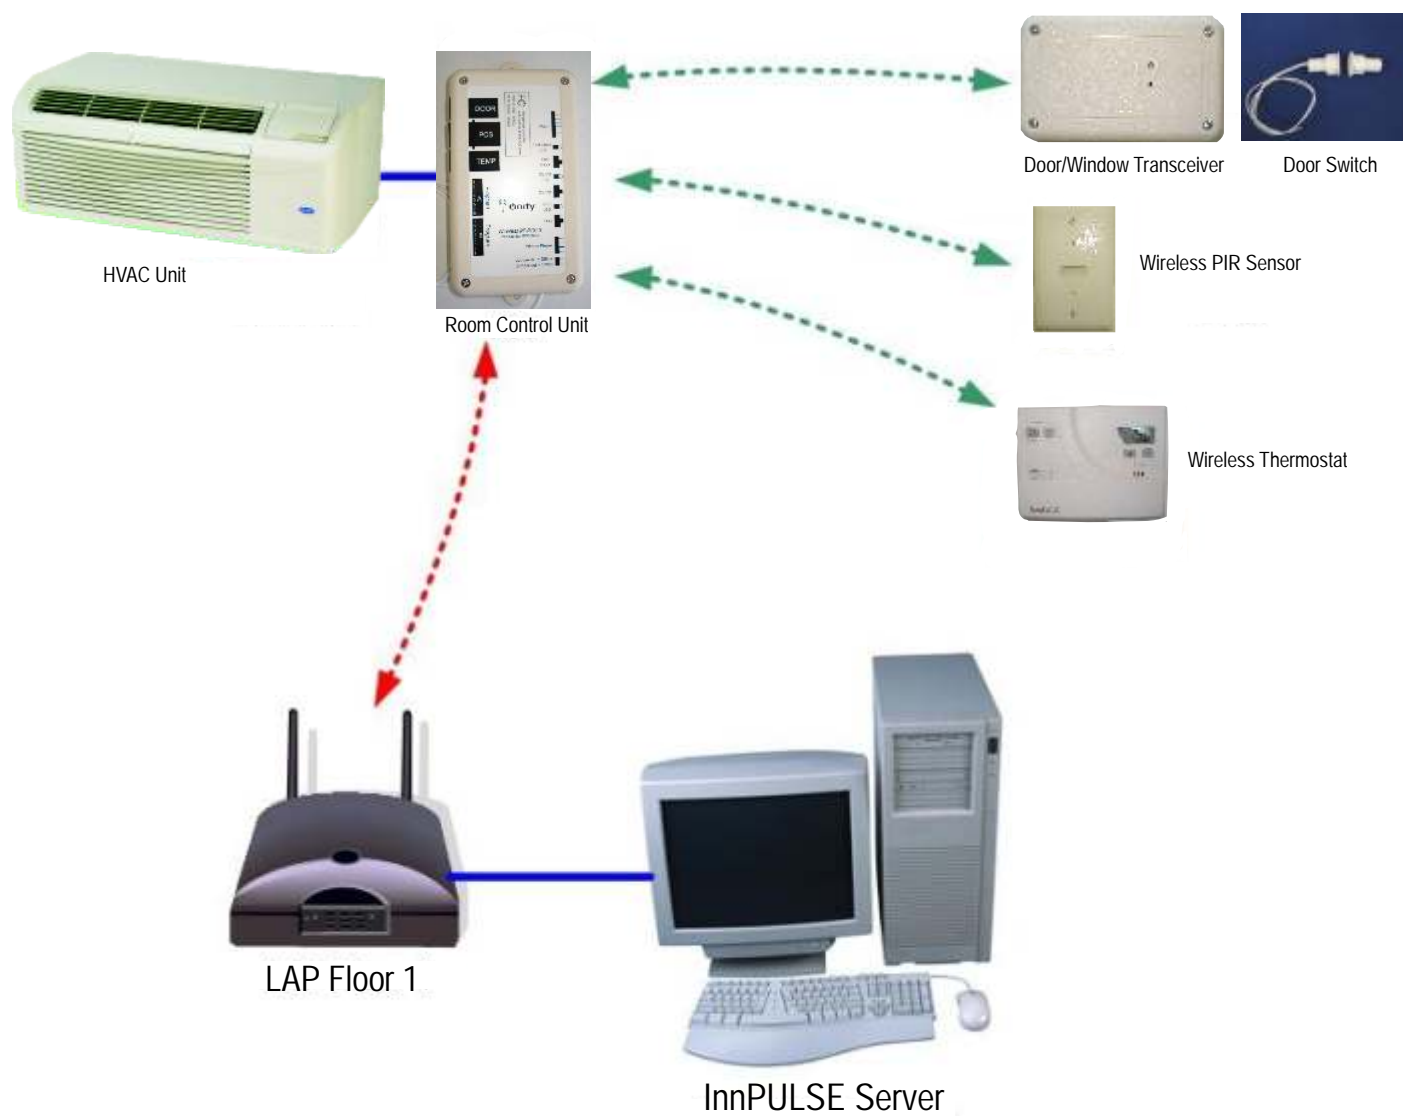 DOOR
POS
TEMP
Door/Window Transceiver
Door Switch
HVAC Unit
Room Control Unit
Wireless PIR Sensor
Wireless Thermostat
LAP Floor 1
InnPULSE Server